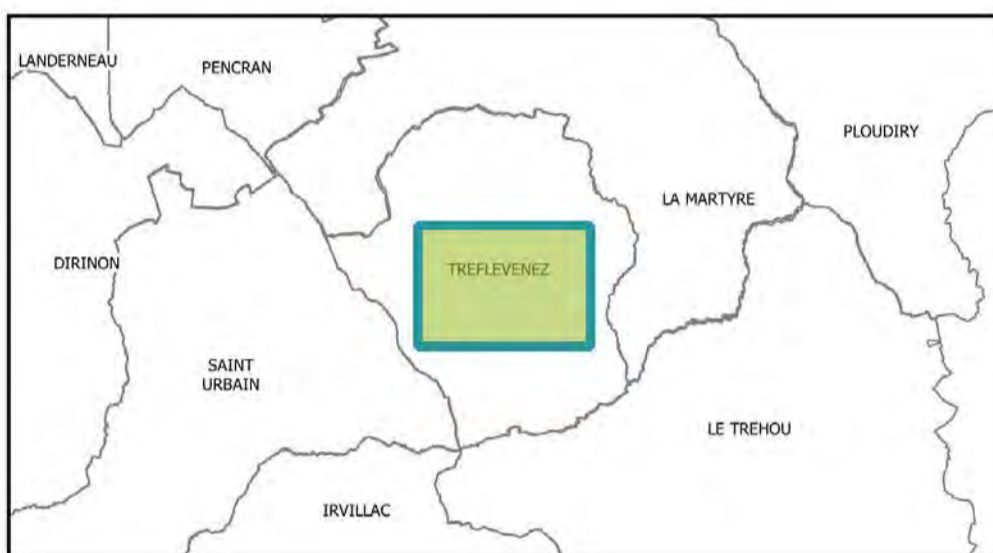 LANDERNEAU
PENCRAN
PLOUDIRY
LA MARTYRE
DIRINON
TREFLEVENEZ
SAINT
URBAIN
LE TREHOU
IRVILLAC